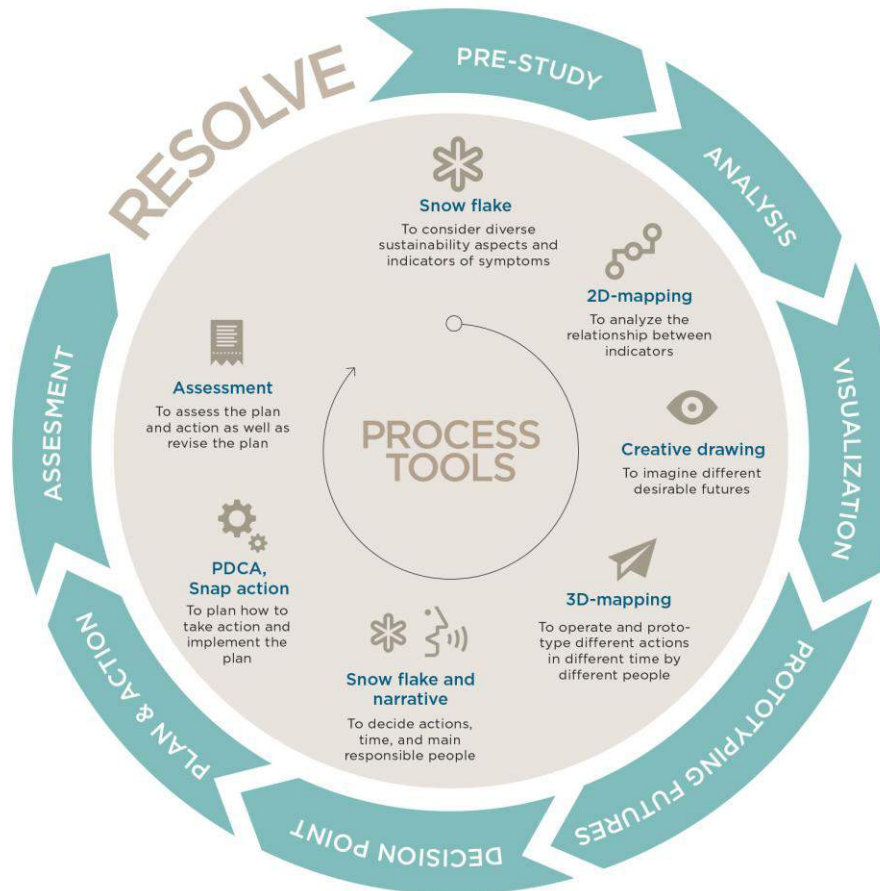 RESOLVE
PRE-STUDY
ANALYSIS
VISUALIZATION
PROTOTYPING FUTURES
DECISION POINT
PLAN & ACTION
ASSESMENT
Snow flake
To consider diverse
sustainability aspects and
indicators of symptoms
2D-mapping
To analyze the
relationship between
indicators
Creative drawing
To imagine different
desirable futures
3D-mapping
To operate and proto-
type different actions
in different time by
different people
Snow flake and
narrative
To decide actions,
time, and main
responsible people
PDCA,
Snap action
To plan how to
take action and
implement the
plan
Assessment
To assess the plan
and action as well as
revise the plan
PROCESS
TOOLS